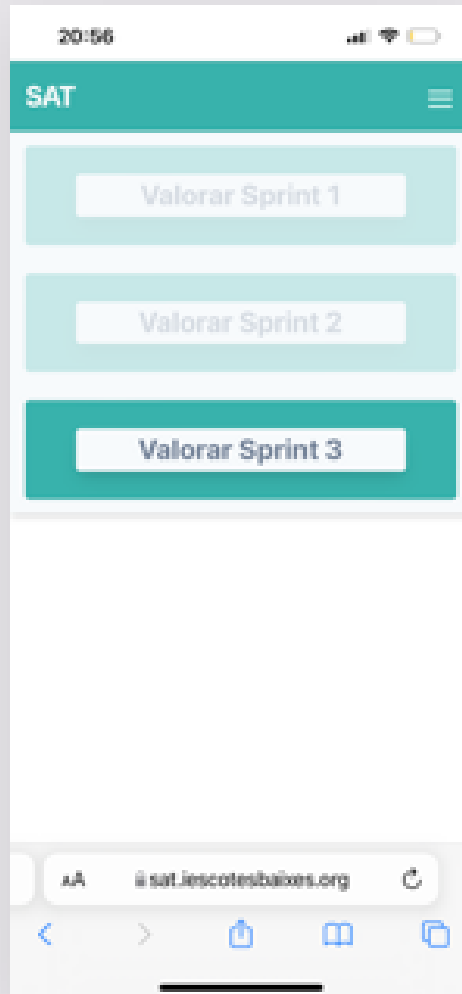 20:56
SAT
Valorar Sprint 1
Valorar Sprint 2
Valorar Sprint 3
AA sat.iescotesbaixes.org